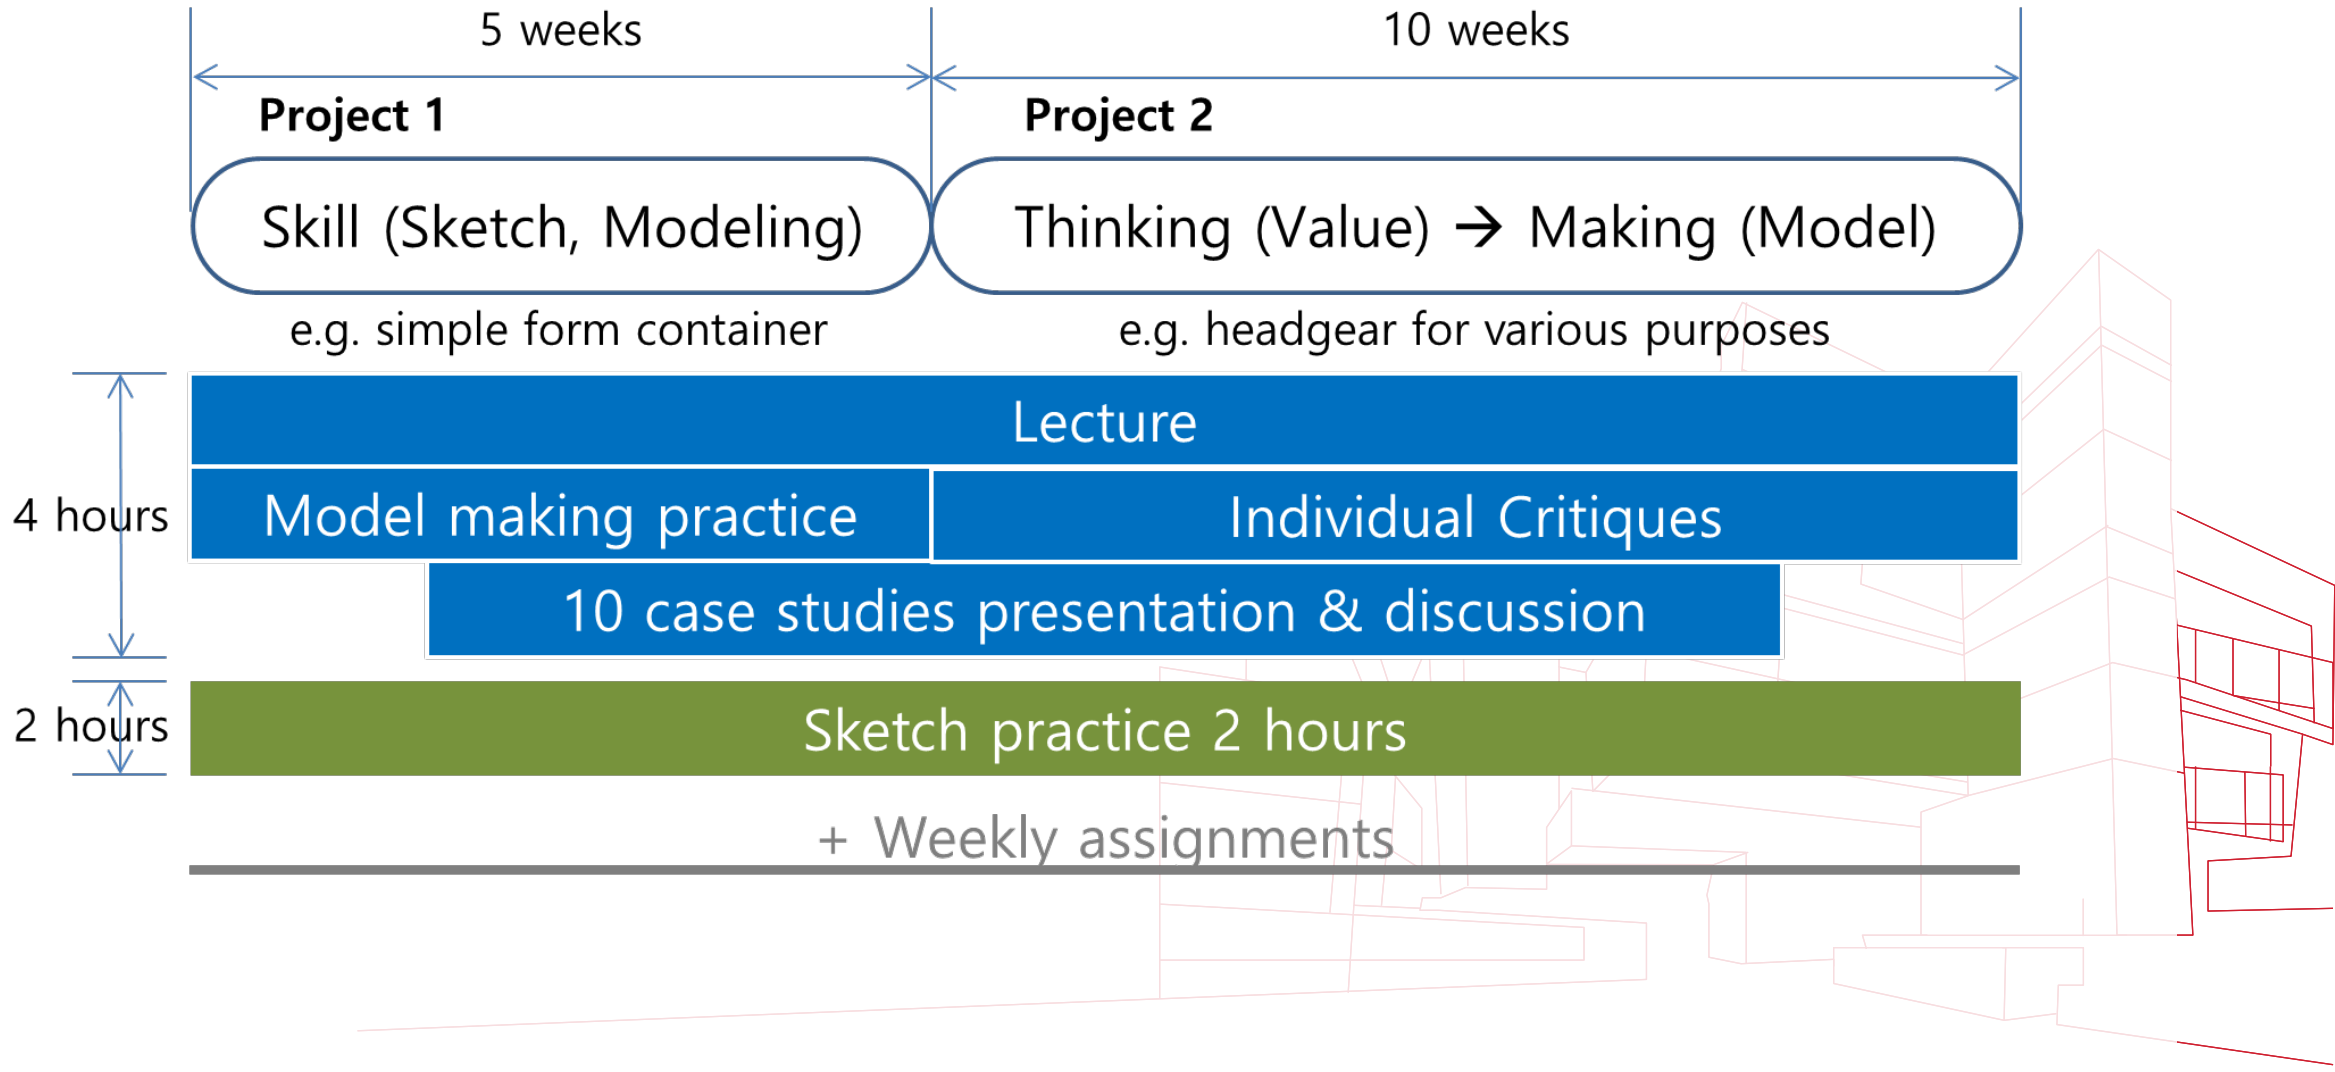 5 weeks
10 weeks
Project 1
Project 2
Skill (Sketch, Modeling)
Thinking (Value) → Making (Model)
e.g. simple form container
e.g. headgear for various purposes
Lecture
4 hours
Model making practice
Individual Critiques
10 case studies presentation & discussion
2 hours
Sketch practice 2 hours
+ Weekly assignments